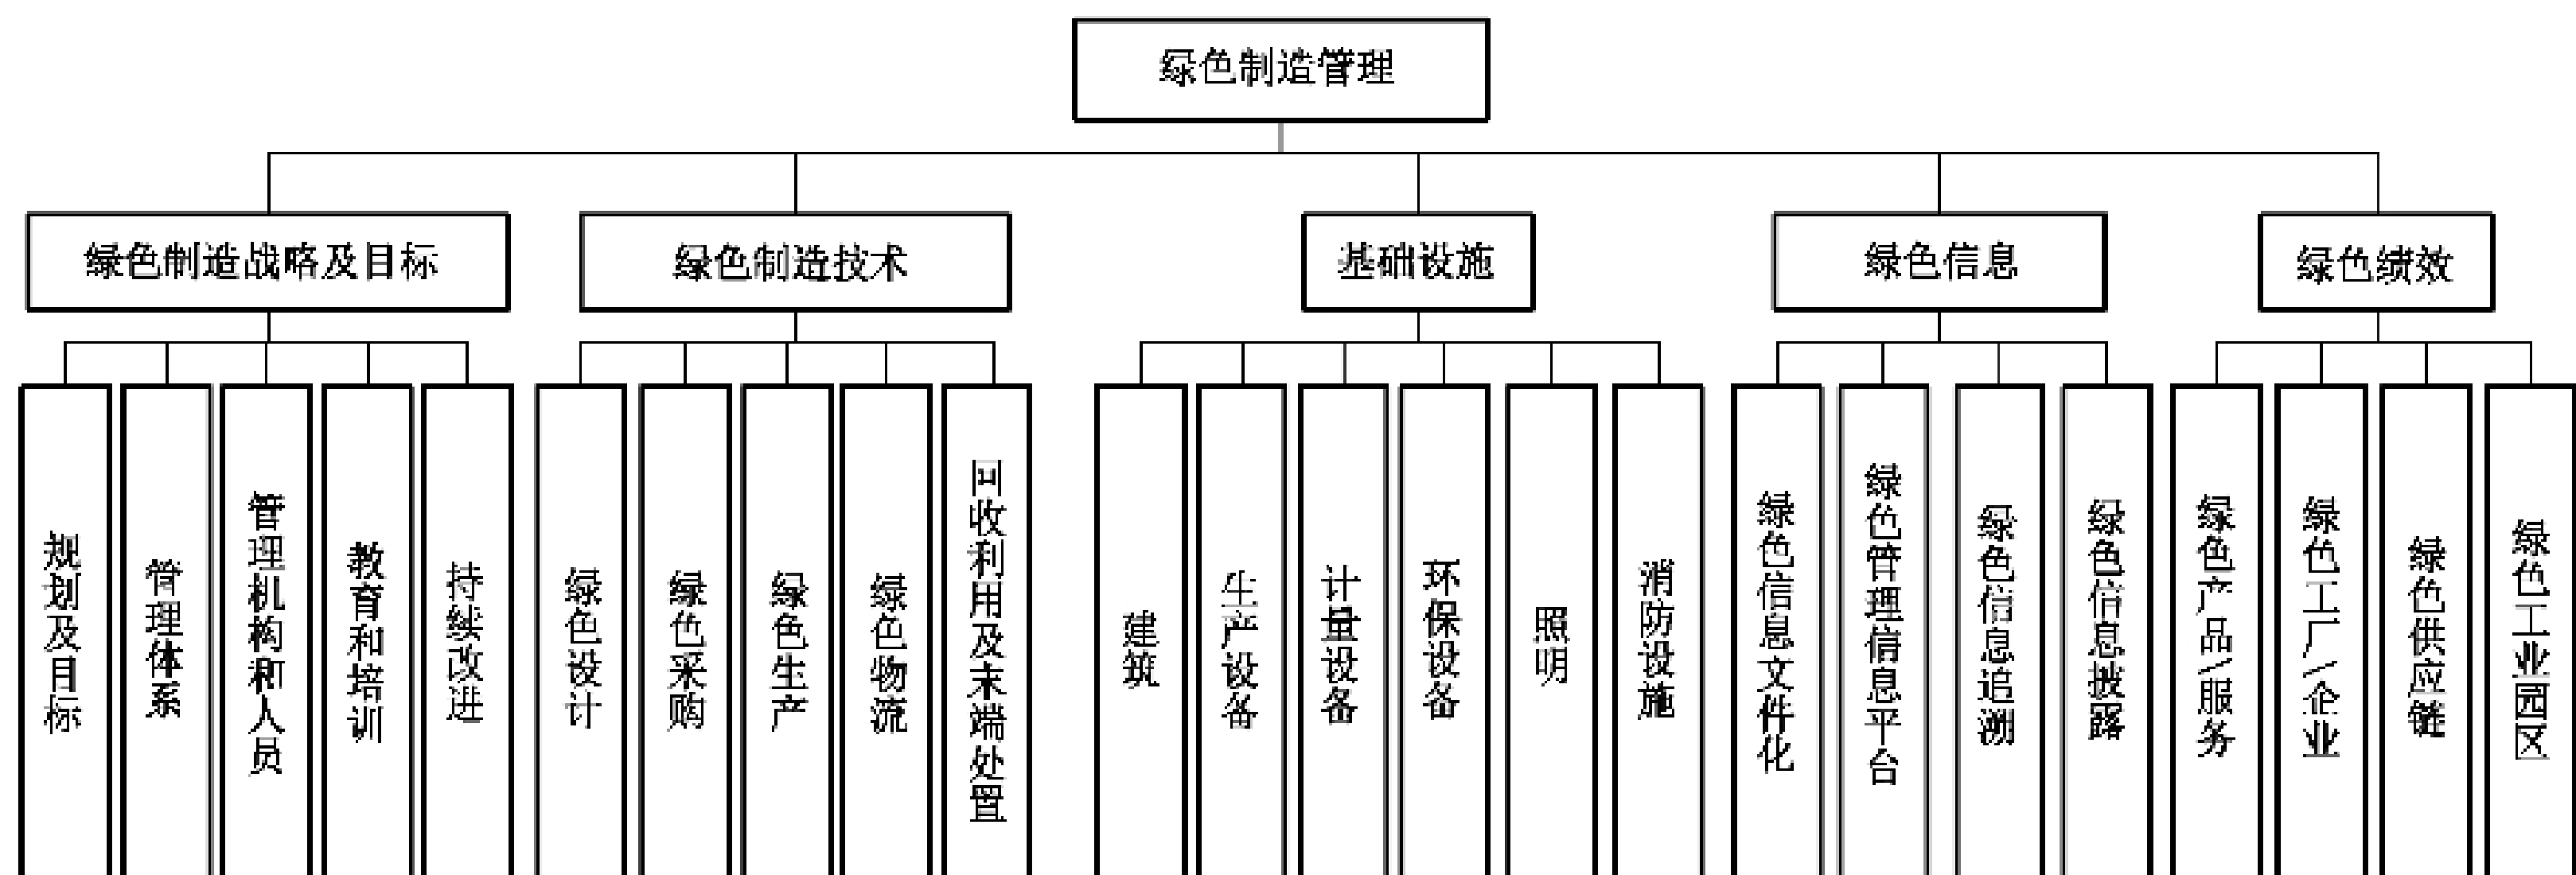 绿色制造管理
绿色制造战略及目标
绿色制造技术
基础设施
绿色信息
绿色绩效
规划及目标
管理体系
管理机构和人员
教育和培训
持续改进
绿色设计
绿色采购
绿色生产
绿色物流
回收利用及末端处置
建筑
生产设备
计量设备
环保设备
照明
消防设施
绿色信息文件化
绿色管理信息平台
绿色信息追溯
绿色信息披露
绿色产品/服务
绿色工厂/企业
绿色供应链
绿色工业园区